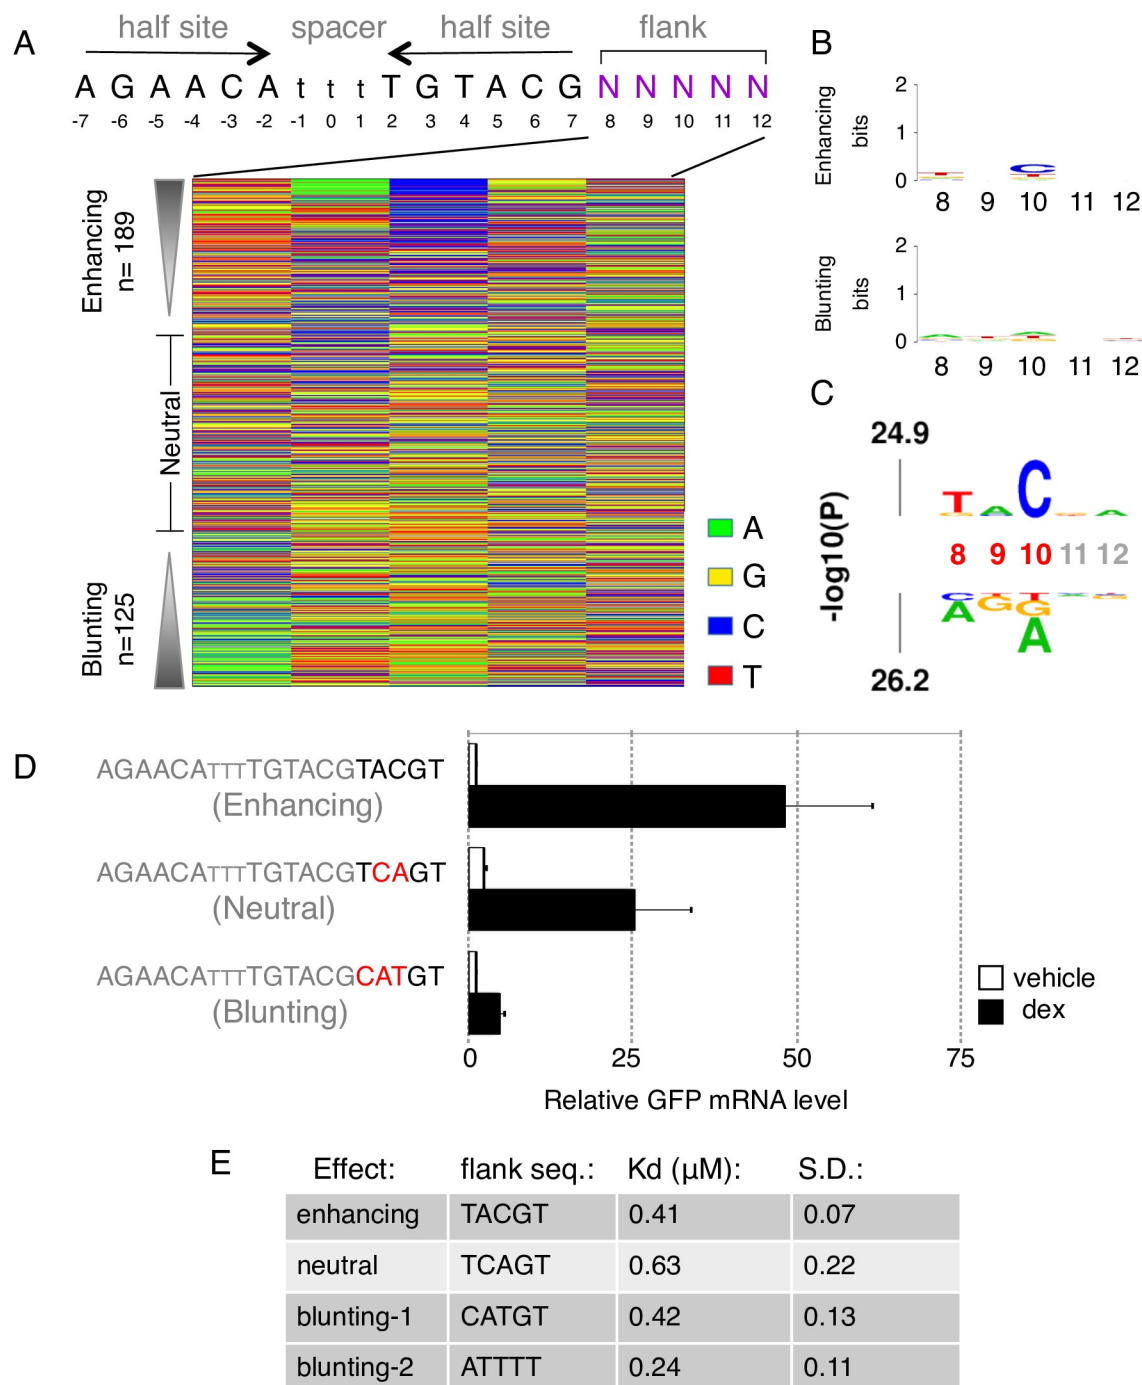 A
half site spacer half site flank
A G A A C A t t t T G T A C G N N N N N
-7 -6 -5 -4 -3 -2 -1 0 1 2 3 4 5 6 7 8 9 10 11 12
Enhancing
n= 189
Neutral
Blunting
n=125
A
G
C
T
B
Enhancing
bits
2
1
0
C
T
8 9 10 11 12
Blunting
bits
2
1
0
8 9 10 11 12
C
24.9
-log10(P)
T A C A
8 9 10 11 12
C T T
A G G
A
26.2
D
AGAACATTTTGTACGTACGT
(Enhancing)
AGAACATTTTGTACGTCAGT
(Neutral)
AGAACATTTTGTACGCATGT
(Blunting)
vehicle
dex
0 25 50 75
Relative GFP mRNA level
E
Effect: flank seq.: Kd (μM): S.D.:
enhancing TACGT 0.41 0.07
neutral TCAGT 0.63 0.22
blunting-1 CATGT 0.42 0.13
blunting-2 ATTTT 0.24 0.11